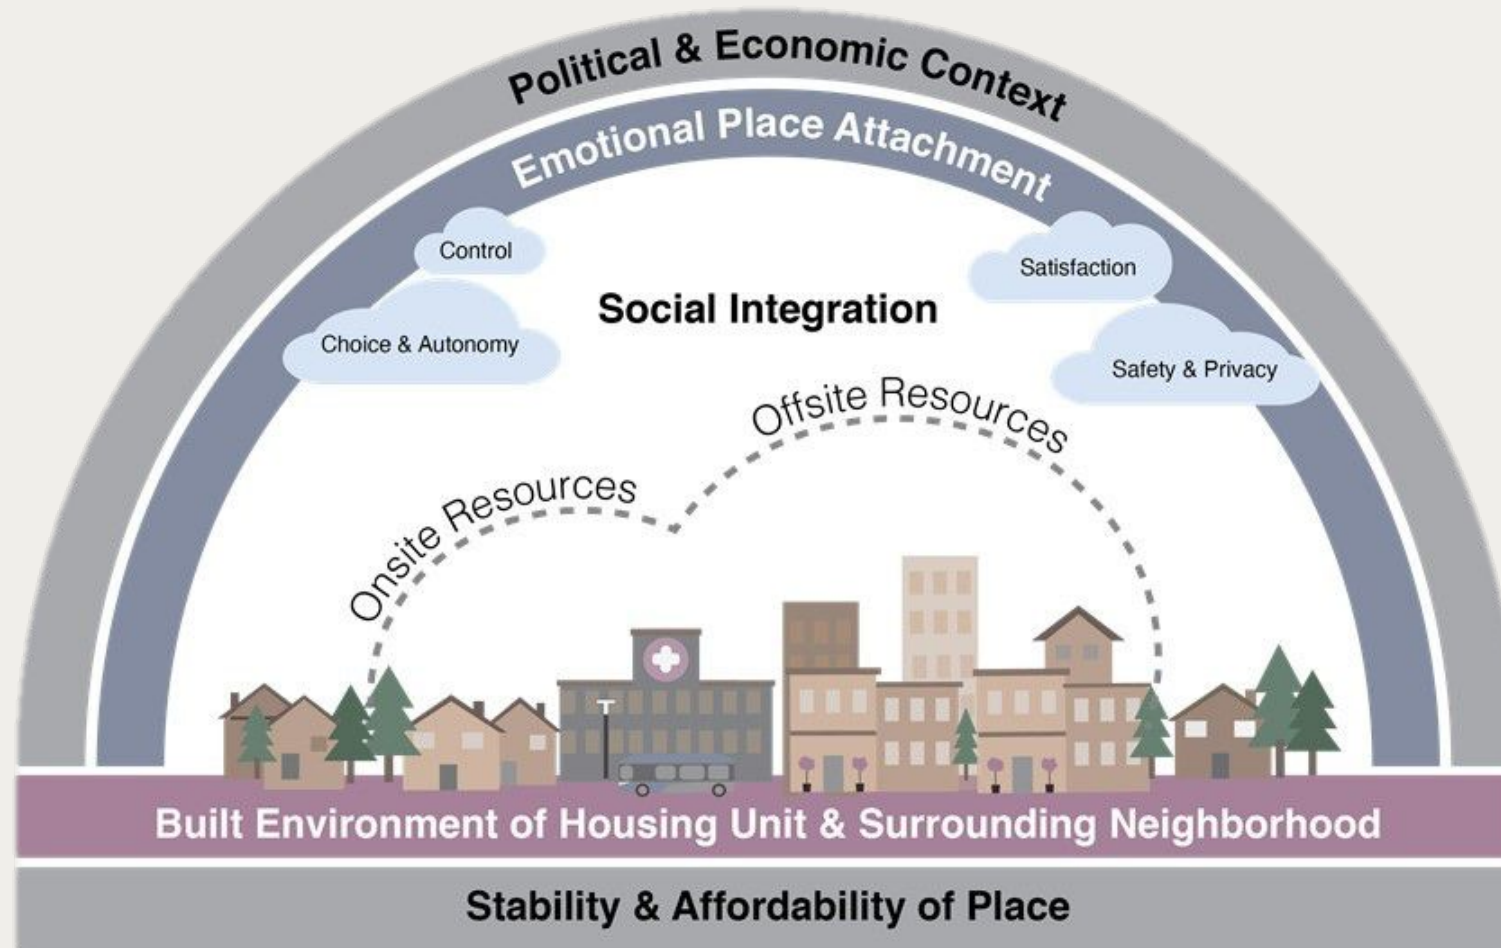 Political & Economic Context
Emotional Place Attachment
Control
Satisfaction
Social Integration
Choice & Autonomy
Safety & Privacy
Offsite Resources
Onsite Resources
Built Environment of Housing Unit & Surrounding Neighborhood
Stability & Affordability of Place